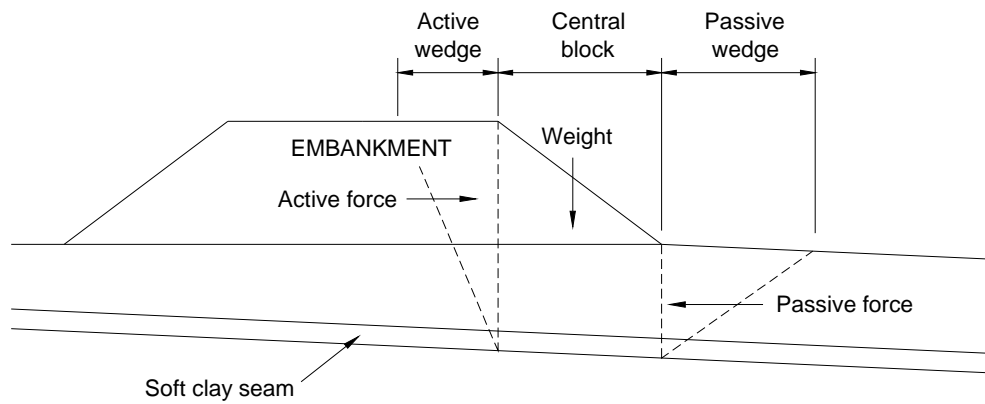 Active
wedge
Central
block
Passive
wedge
Weight
EMBANKMENT
Active force
Passive force
Soft clay seam